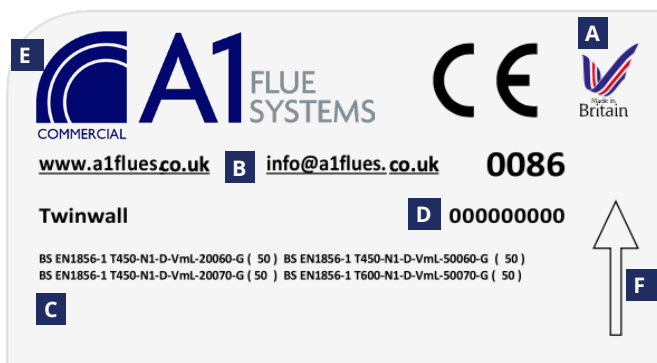 E
A
A1 FLUE SYSTEMS
CE
Made in
Britain
COMMERCIAL
www.a1flues.co.uk B info@a1flues. co.uk 0086
Twinwall D 000000000
BS EN1856-1 T450-N1-D-VmL-20060-G ( 50 ) BS EN1856-1 T450-N1-D-VmL-50060-G ( 50 )
BS EN1856-1 T450-N1-D-VmL-20070-G ( 50 ) BS EN1856-1 T600-N1-D-VmL-50070-G ( 50 )
F
C